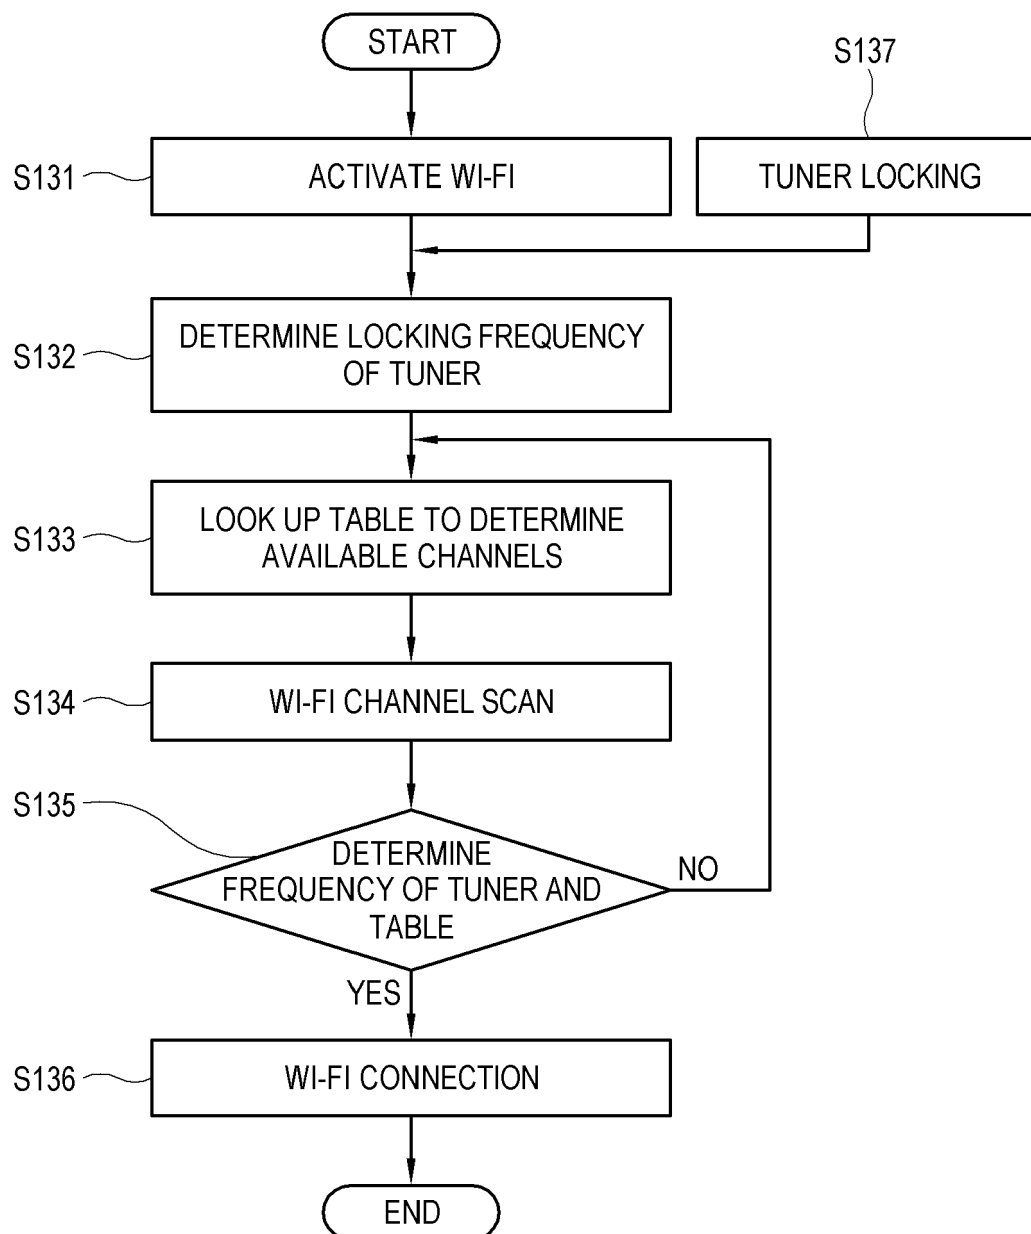 START
S137
S131
ACTIVATE WI-FI
TUNER LOCKING
S132
DETERMINE LOCKING FREQUENCY
OF TUNER
S133
LOOK UP TABLE TO DETERMINE
AVAILABLE CHANNELS
S134
WI-FI CHANNEL SCAN
S135
DETERMINE
FREQUENCY OF TUNER AND
TABLE
NO
YES
S136
WI-FI CONNECTION
END